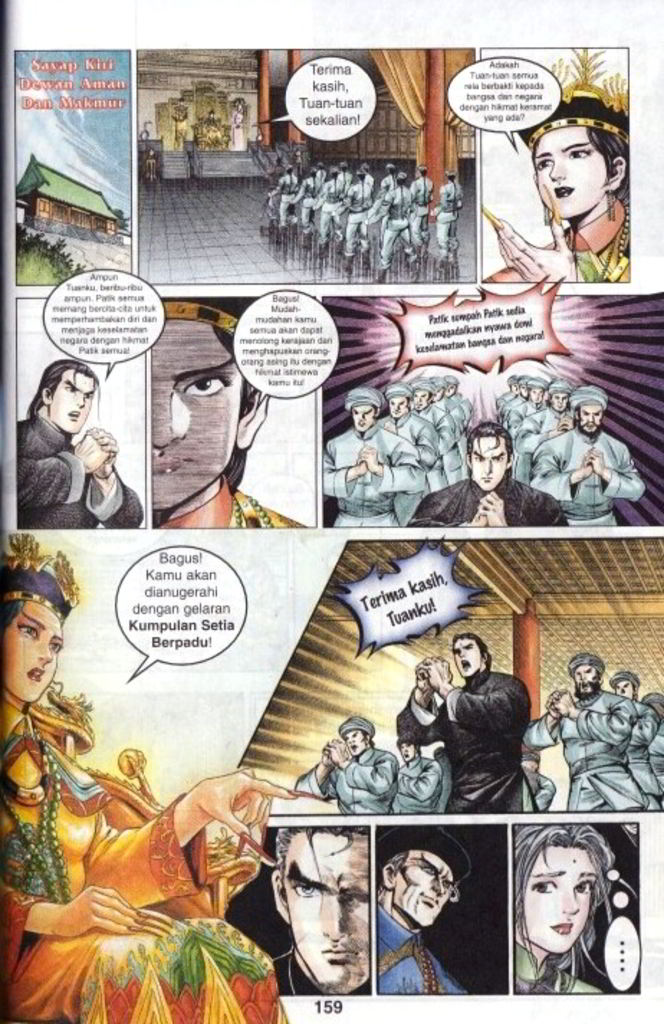 Sayap Kiri
Dewan Aman
Dan Makmur
Terima
kasih,
Tuan-tuan
sekalian!
Adakah
Tuan-tuan semua
rela berbakti kepada
bangsa dan negara
dengan hikmat keramat
yang ada?
Ampun
Tuanku, beribu-ribu
ampun. Patik semua
memang bercita-cita untuk
memperhambakan diri dan
menjaga keselamatan
negara dengan hikmat
Patik semua!
Bagus!
Mudah-
mudahan kamu
semua akan dapat
menolong kerajaan dan
menghapuskan orang-
orang asing itu dengan
hikmat istimewa
kamu itu!
Patik sempah Patik sedia
menggadaikan nyawa demi
keselamatan bangsa dan negara!
Bagus!
Kamu akan
dianugerahi
dengan gelaran
Kumpulan Setia
Berpadu!
Terima kasih,
Tuanku!
....
159